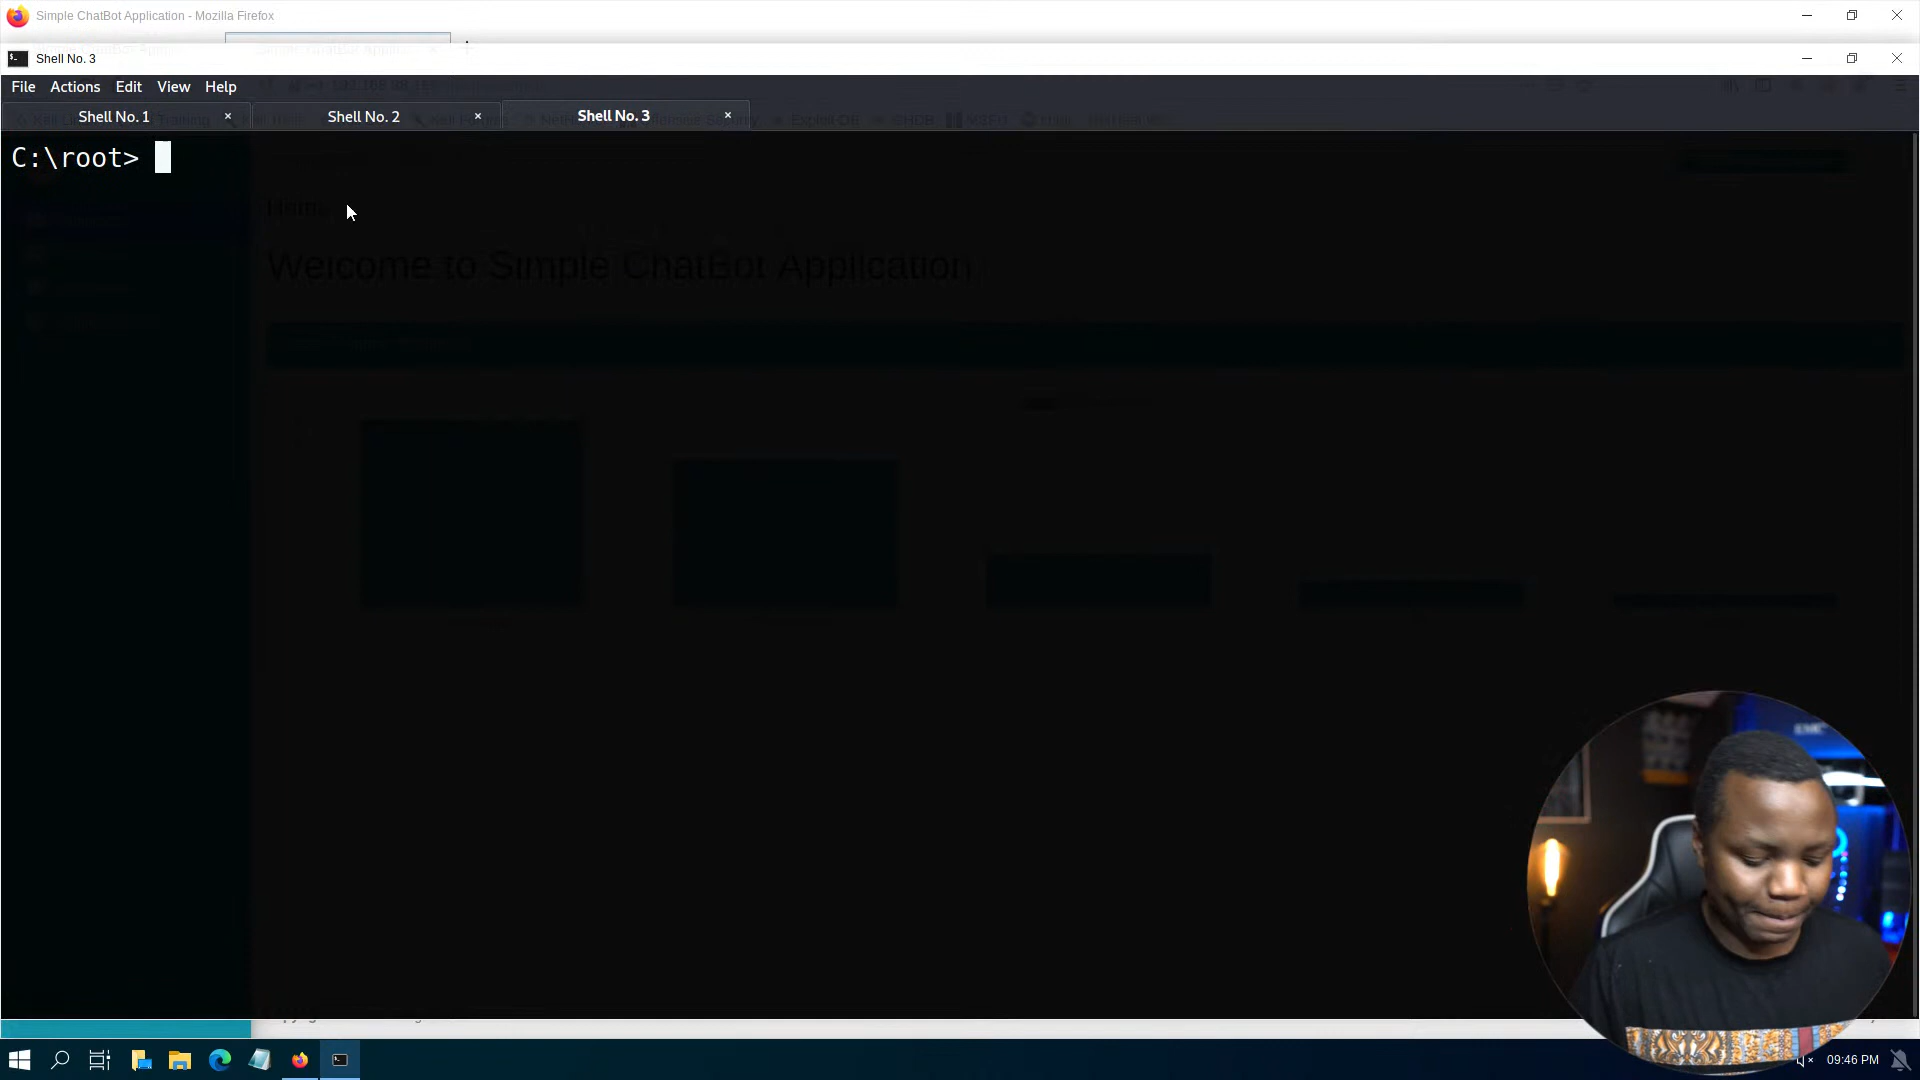 Simple ChatBot Application - Mozilla Firefox
Shell No. 3
File Actions Edit View Help
Shell No. 1 × Shell No. 2 × Shell No. 3 ×
C:\root>
Home
Welcome to Simple ChatBot Application
09:46 PM